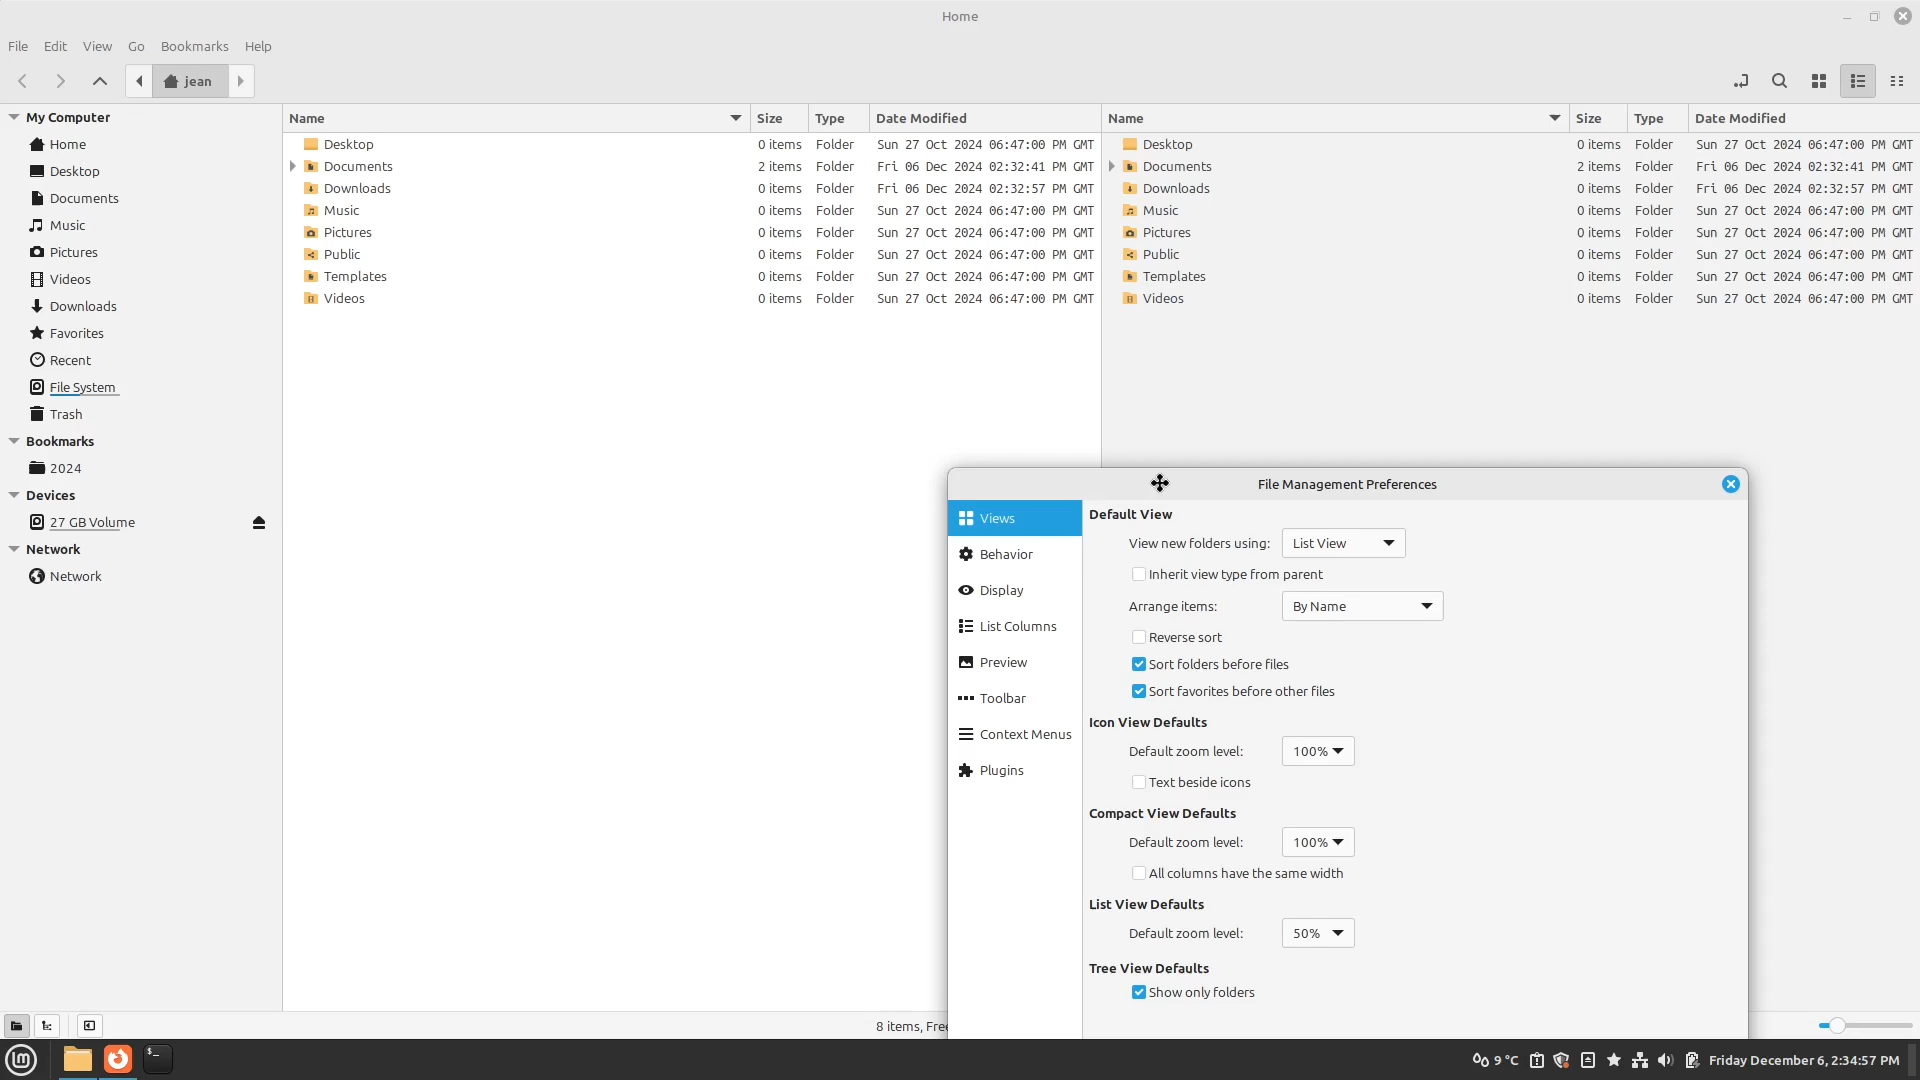 Home
File Edit View Go Bookmarks Help
jean
My Computer
Home
Desktop
Documents
Music
Pictures
Videos
Downloads
Favorites
Recent
File System
Trash
Bookmarks
2024
Devices
27 GB Volume
Network
Network
Name Size Type Date Modified
Desktop 0 items Folder Sun 27 Oct 2024 06:47:00 PM GMT
Documents 2 items Folder Fri 06 Dec 2024 02:32:41 PM GMT
Downloads 0 items Folder Fri 06 Dec 2024 02:32:57 PM GMT
Music 0 items Folder Sun 27 Oct 2024 06:47:00 PM GMT
Pictures 0 items Folder Sun 27 Oct 2024 06:47:00 PM GMT
Public 0 items Folder Sun 27 Oct 2024 06:47:00 PM GMT
Templates 0 items Folder Sun 27 Oct 2024 06:47:00 PM GMT
Videos 0 items Folder Sun 27 Oct 2024 06:47:00 PM GMT
Name Size Type Date Modified
Desktop 0 items Folder Sun 27 Oct 2024 06:47:00 PM GMT
Documents 2 items Folder Fri 06 Dec 2024 02:32:41 PM GMT
Downloads 0 items Folder Fri 06 Dec 2024 02:32:57 PM GMT
Music 0 items Folder Sun 27 Oct 2024 06:47:00 PM GMT
Pictures 0 items Folder Sun 27 Oct 2024 06:47:00 PM GMT
Public 0 items Folder Sun 27 Oct 2024 06:47:00 PM GMT
Templates 0 items Folder Sun 27 Oct 2024 06:47:00 PM GMT
Videos 0 items Folder Sun 27 Oct 2024 06:47:00 PM GMT
File Management Preferences
Views
Behavior
Display
List Columns
Preview
Toolbar
Context Menus
Plugins
Default View
View new folders using: List View
Inherit view type from parent
Arrange items: By Name
Reverse sort
Sort folders before files
Sort favorites before other files
Icon View Defaults
Default zoom level: 100%
Text beside icons
Compact View Defaults
Default zoom level: 100%
All columns have the same width
List View Defaults
Default zoom level: 50%
Tree View Defaults
Show only folders
8 items, Free
9 °C Friday December 6, 2:34:57 PM